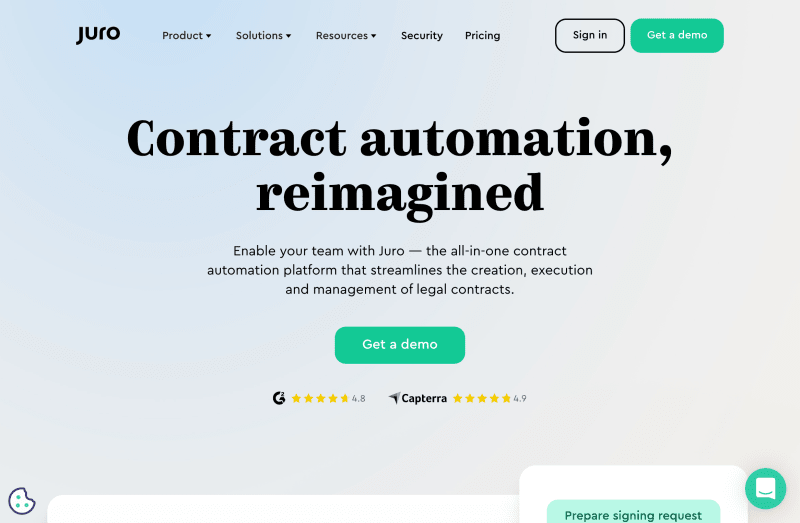 Juro
Product
Solutions
Resources
Security
Pricing
Sign in
Get a demo
Contract automation,
reimagined
Enable your team with Juro — the all-in-one contract
automation platform that streamlines the creation, execution
and management of legal contracts.
Get a demo
G2 4.8
Capterra 4.9
Prepare signing request